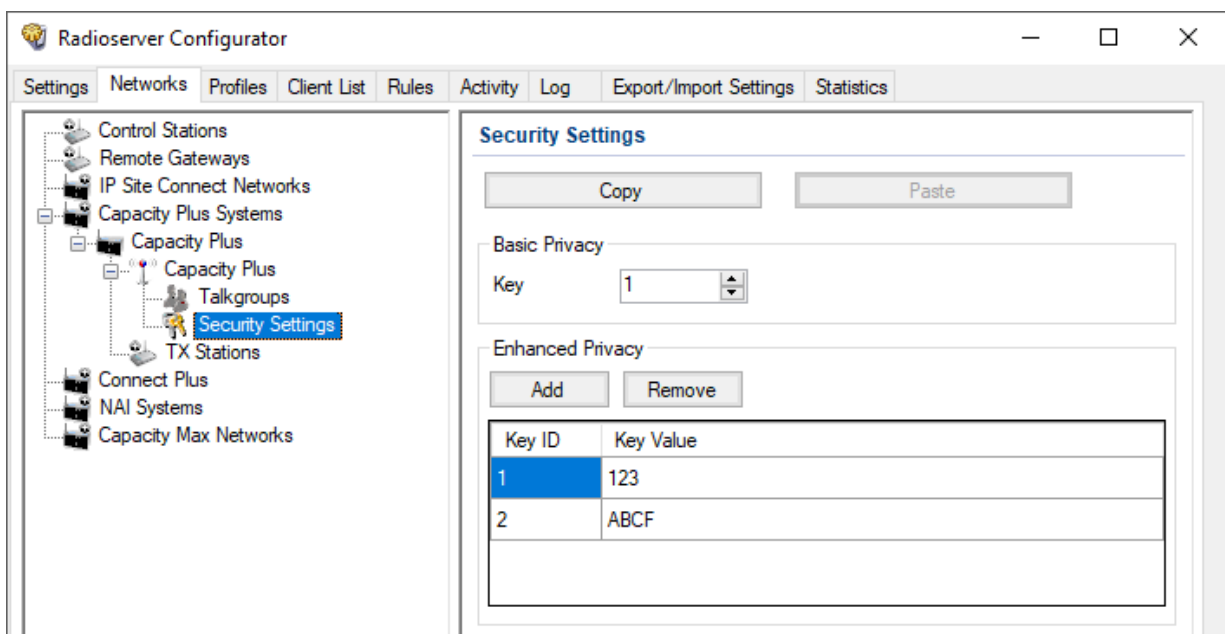 Radioserver Configurator
Settings Networks Profiles Client List Rules Activity Log Export/Import Settings Statistics
Control Stations
Remote Gateways
IP Site Connect Networks
Capacity Plus Systems
Capacity Plus
Capacity Plus
Talkgroups
Security Settings
TX Stations
Connect Plus
NAI Systems
Capacity Max Networks
Security Settings
Copy Paste
Basic Privacy
Key 1
Enhanced Privacy
Add Remove
Key ID Key Value
1 123
2 ABCF